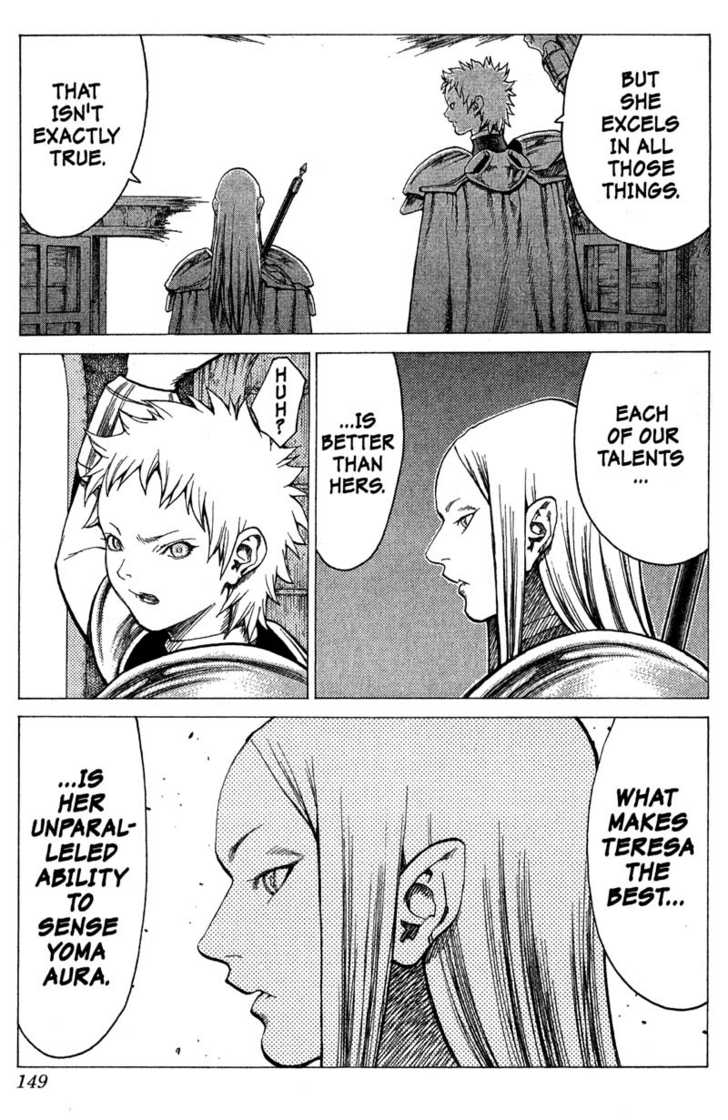 BUT
SHE
EXCELS
IN ALL
THOSE
THINGS.
THAT
ISN'T
EXACTLY
TRUE.
EACH
OF OUR
TALENTS
...
...IS
BETTER
THAN
HERS.
HUH?
WHAT
MAKES
TERESA
THE
BEST...
...IS
HER
UNPARAL-
LELED
ABILITY
TO
SENSE
YOMA
AURA.
149